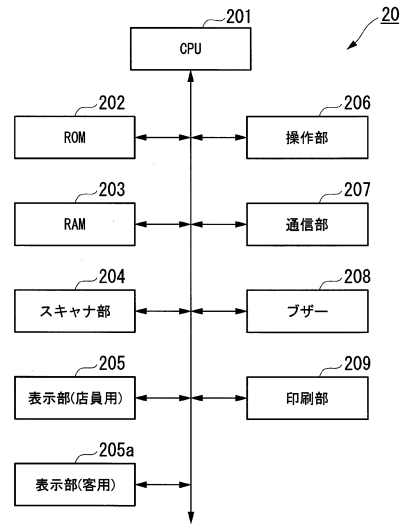 20
201
CPU
202
ROM
206
操作部
203
RAM
207
通信部
204
スキャナ部
208
ブザー
205
表示部(店員用)
209
印刷部
205a
表示部(客用)